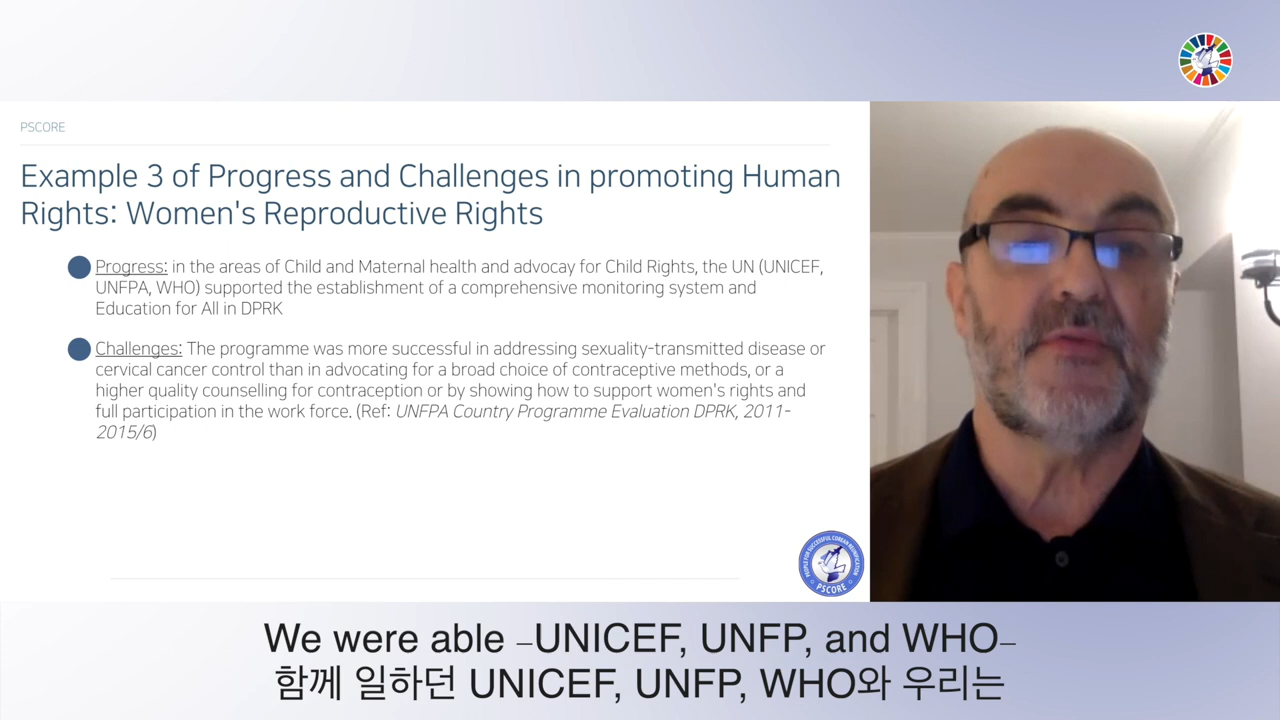 PSCORE
Example 3 of Progress and Challenges in promoting Human
Rights: Women's Reproductive Rights
Progress: in the areas of Child and Maternal health and advocay for Child Rights, the UN (UNICEF,
UNFPA, WHO) supported the establishment of a comprehensive monitoring system and
Education for All in DPRK
Challenges: The programme was more successful in addressing sexuality-transmitted disease or
cervical cancer control than in advocating for a broad choice of contraceptive methods, or a
higher quality counselling for contraception or by showing how to support women's rights and
full participation in the work force. (Ref: UNFPA Country Programme Evaluation DPRK, 2011-
2015/6)
PEOPLE FOR SUCCESSFUL COREAN REUNIFICATION
PSCORE
We were able –UNICEF, UNFP, and WHO–
함께 일하던 UNICEF, UNFP, WHO와 우리는